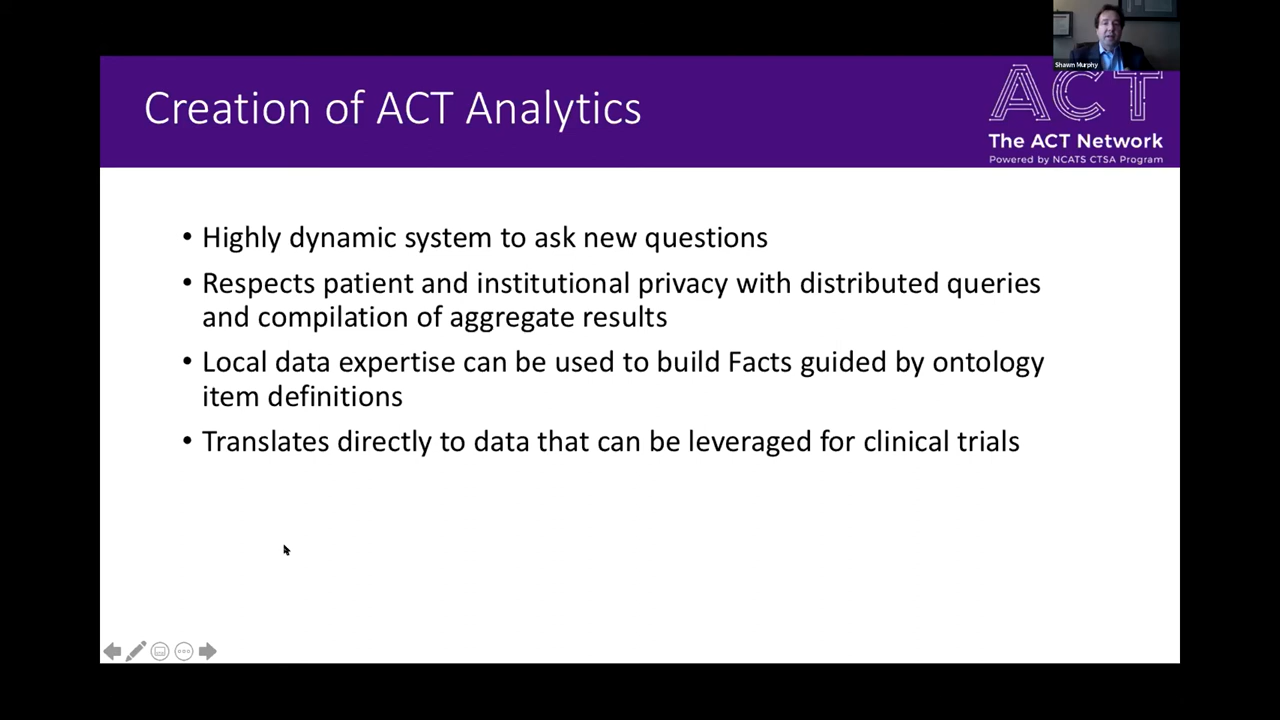 Shawn Murphy
Creation of ACT Analytics
ACT
The ACT Network
Powered by NCATS CTSA Program
• Highly dynamic system to ask new questions
• Respects patient and institutional privacy with distributed queries
and compilation of aggregate results
• Local data expertise can be used to build Facts guided by ontology
item definitions
• Translates directly to data that can be leveraged for clinical trials